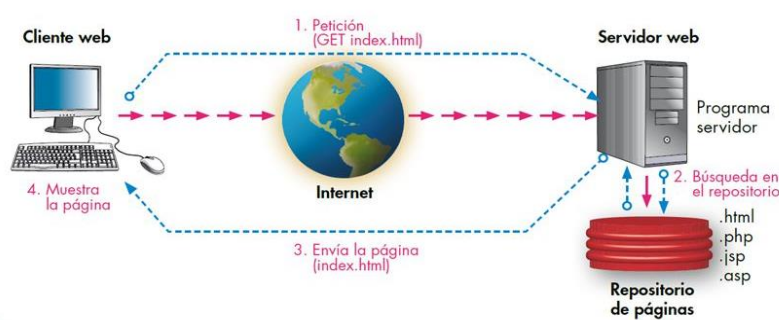 1. Petición
(GET index.html)
Cliente web
Servidor web
Programa
servidor
Internet
4. Muestra
la página
2. Búsqueda en
el repositorio
3. Envía la página
(index.html)
.html
.php
.jsp
.asp
Repositorio
de páginas